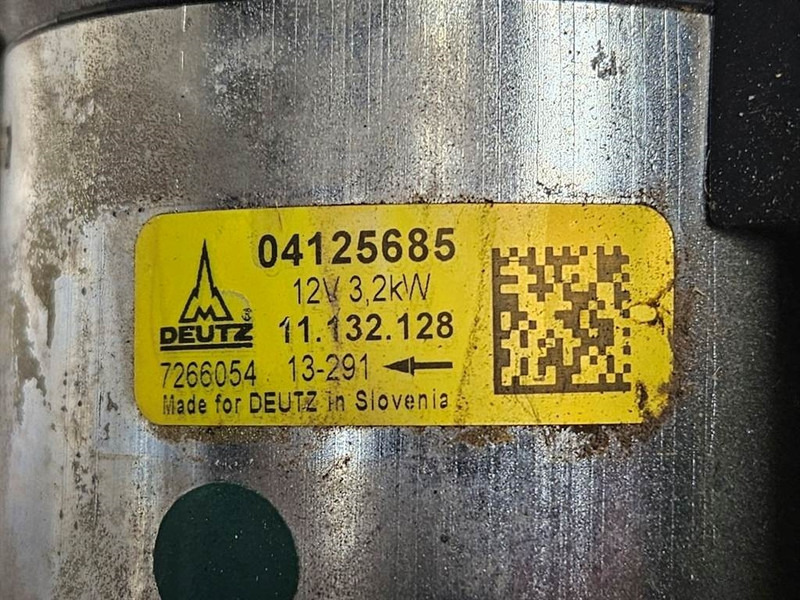 04125685
12V 3,2kW
DEUTZ ®
11.132.128
7266054 13-291
Made for DEUTZ in Slovenia